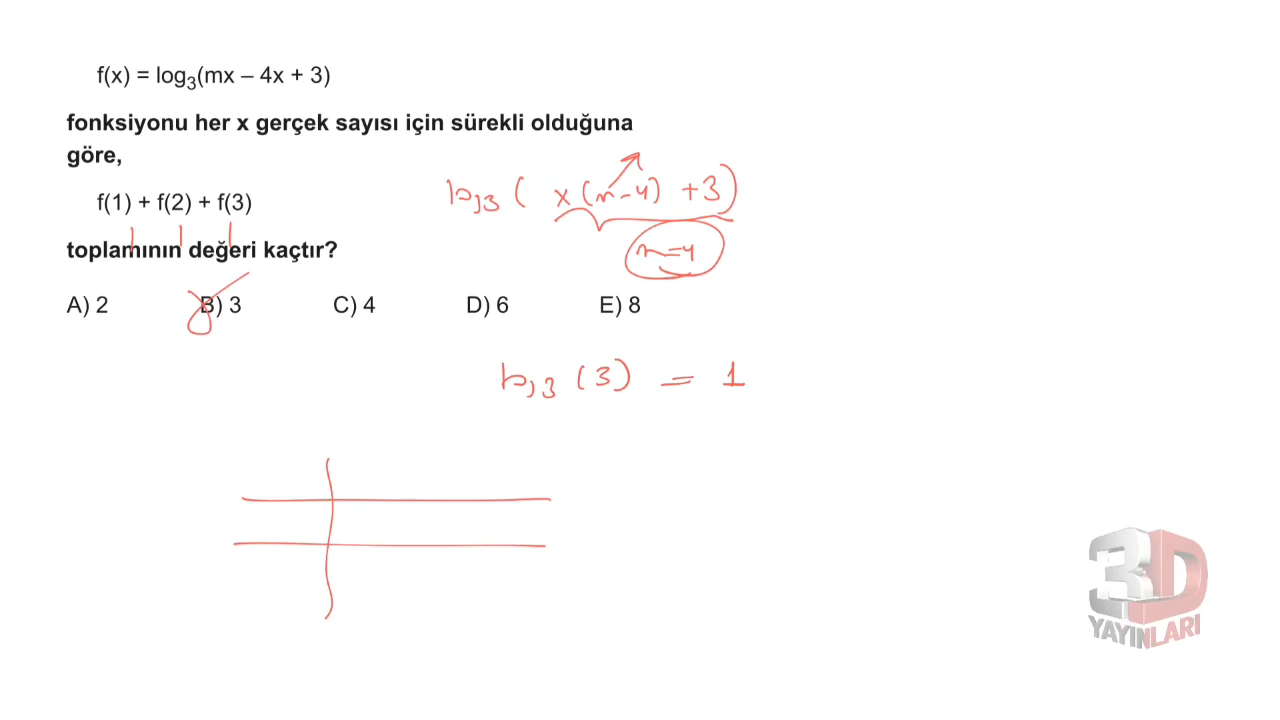 f(x) = log₃(mx – 4x + 3)
fonksiyonu her x gerçek sayısı için sürekli olduğuna
göre,
log₃ ( x (m-4) +3)
f(1) + f(2) + f(3)
m=4
toplamının değeri kaçtır?
A) 2 B) 3 C) 4 D) 6 E) 8
log₃ (3) = 1
3D
YAYINLARI